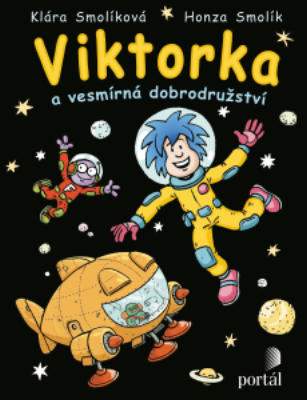 Klára Smolíková Honza Smolík
Viktorka
a vesmírná dobrodružství
portál